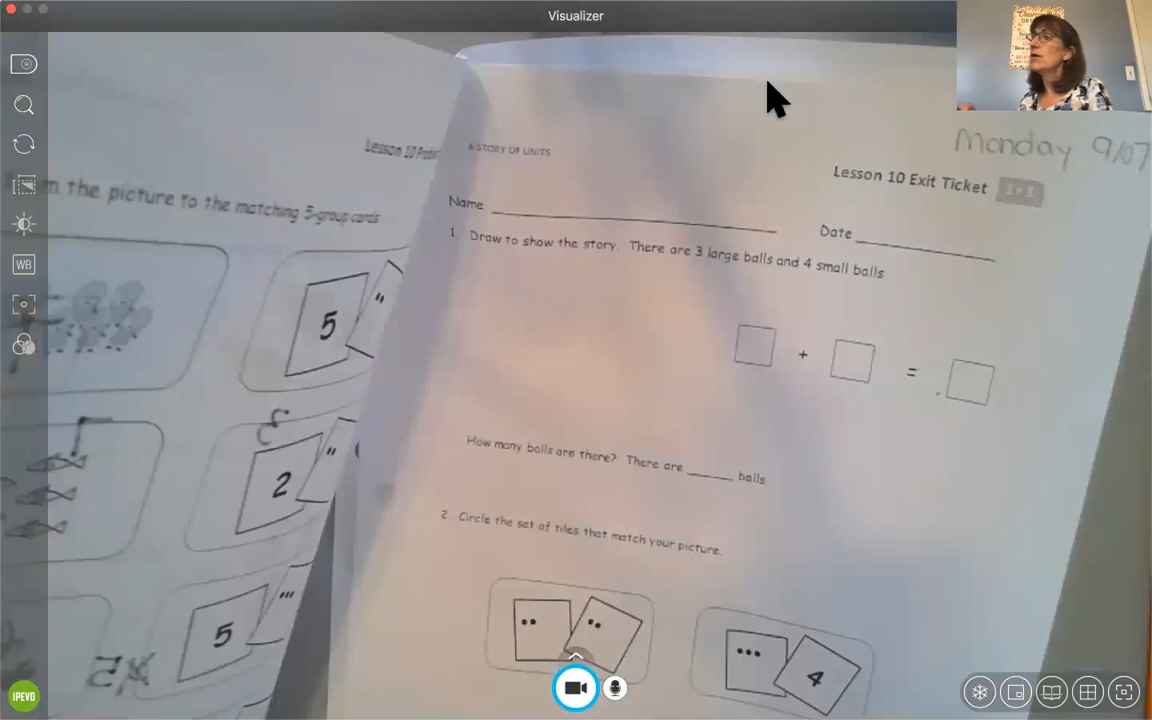 Visualizer
Monday 9/07
Lesson 10
A STORY OF UNITS
Lesson 10 Exit Ticket
the picture to the matching 5-group cards
Name
Date
1. Draw to show the story. There are 3 large balls and 4 small balls
+ =
5
WB
How many balls are there? There are ______ balls
2
2 Circle the set of tiles that match your picture.
5
4
IPEVO